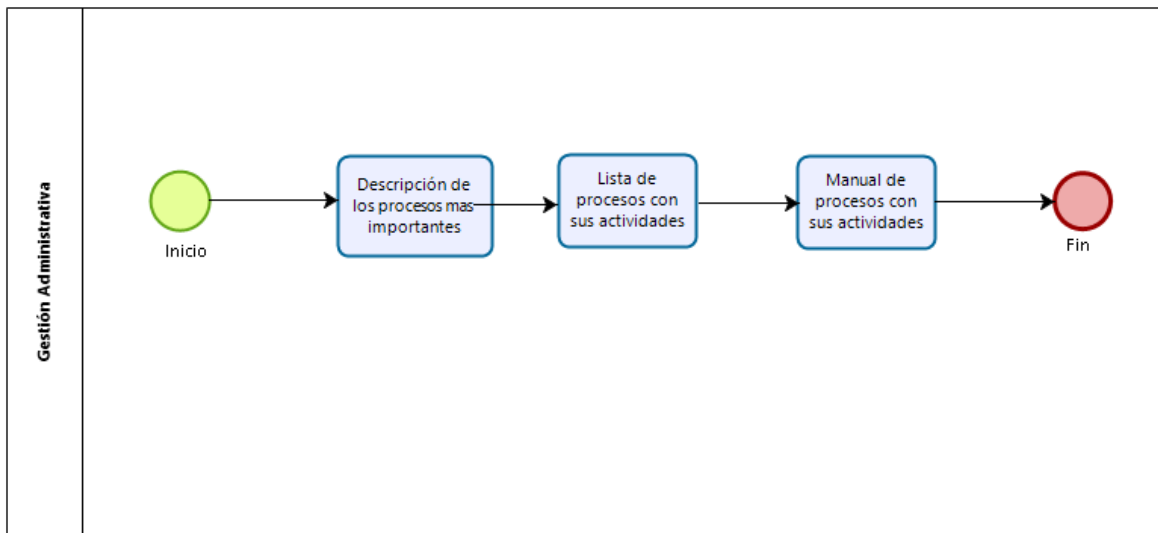 Gestión Administrativa
Inicio
Descripción de
los procesos mas
importantes
Lista de
procesos con
sus actividades
Manual de
procesos con
sus actividades
Fin